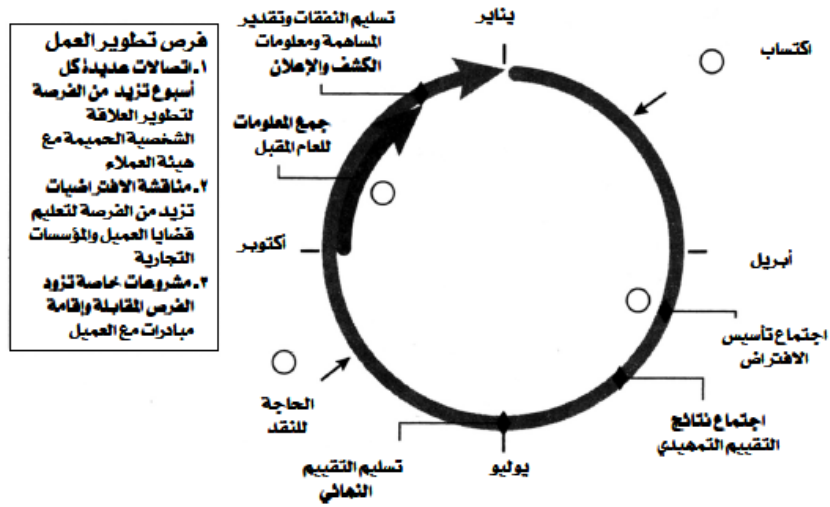 فرص تطوير العمل
١. اتصالات عديدة كل
أسبوع تزيد من الفرصة
لتطوير العلاقة
الشخصية الحميمة مع
هيئة العملاء
٢. مناقشة الافتراضيات
تزيد من الفرصة لتعليم
قضايا العميل والمؤسسات
التجارية
٣. مشروعات خاصة تزود
الفرص المقابلة وإقامة
مبادرات مع العميل
تسليم النفقات وتقدير
المساهمة ومعلومات
الكشف والإعلان
يناير
اكتساب
جمع المعلومات
للعام المقبل
أكتوبر
أبريل
اجتماع تأسيس
الافتراض
الحاجة
للنقد
اجتماع نتائج
التقييم التمهيدي
تسليم التقييم
النهائي
يوليو